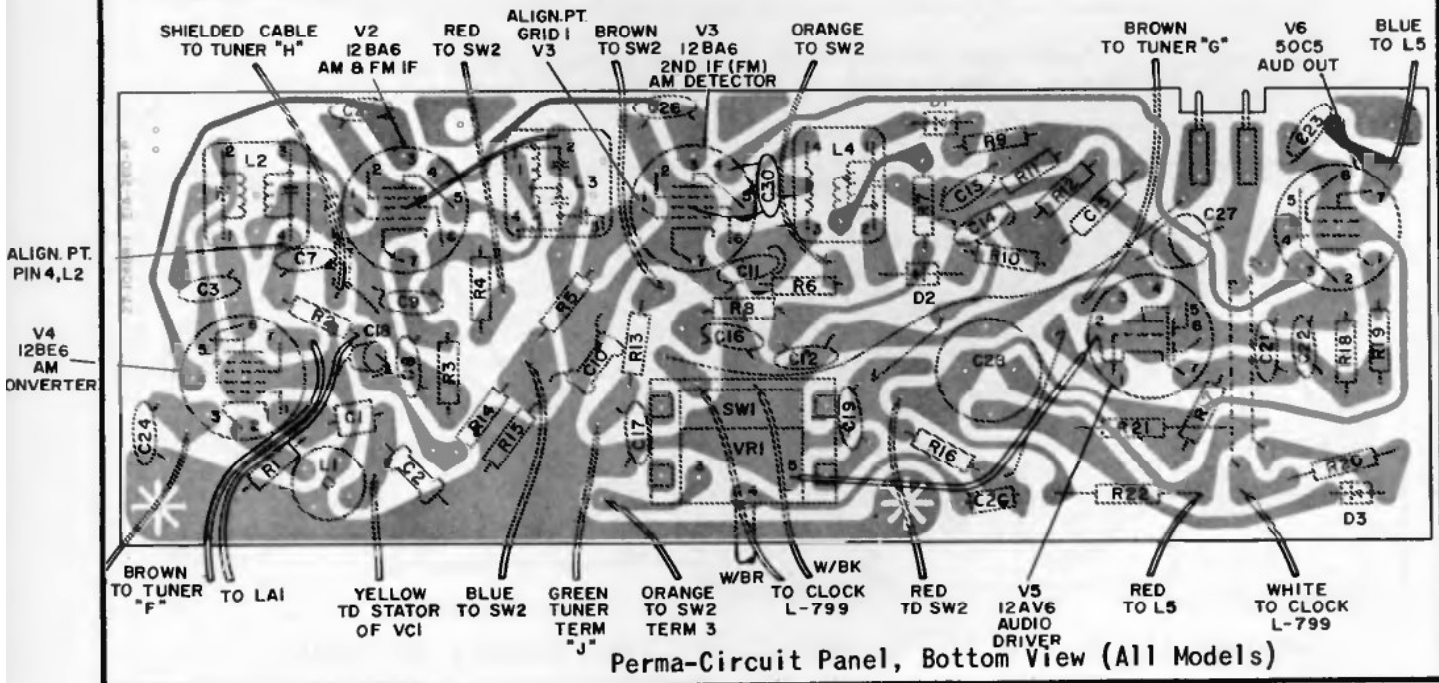 SHIELDED CABLE
TO TUNER "H"
V2
12BA6
AM & FM IF
RED
TO SW2
ALIGN.PT.
GRID I
V3
BROWN
TO SW2
V3
12BA6
2ND IF (FM)
AM DETECTOR
ORANGE
TO SW2
BROWN
TO TUNER "G"
V6
50C5
AUD OUT
BLUE
TO L5
ALIGN. PT.
PIN 4, L2
V4
12BE6
AM
ONVERTER
C28
D1
R9
C23
L2
L3
L4
C30
C13
R11
R12
C15
C14
R10
C27
C7
C3
C9
R4
R5
C11
R6
R8
D2
R2
C18
C8
R3
C10
R13
C16
C12
C29
C21
C22
R18
R19
C24
C1
R14
R15
C17
SW1
VR1
C19
R16
R21
R1
L1
C2
C26
R22
R20
D3
BROWN
TO TUNER
"F"
TO LA1
YELLOW
TD STATOR
OF VC1
BLUE
TO SW2
GREEN
TUNER
TERM
"J"
ORANGE
TO SW2
TERM 3
W/BR
W/BK
TO CLOCK
L-799
RED
TD SW2
V5
12AV6
AUDIO
DRIVER
RED
TO L5
WHITE
TO CLOCK
L-799
Perma-Circuit Panel, Bottom View (All Models)